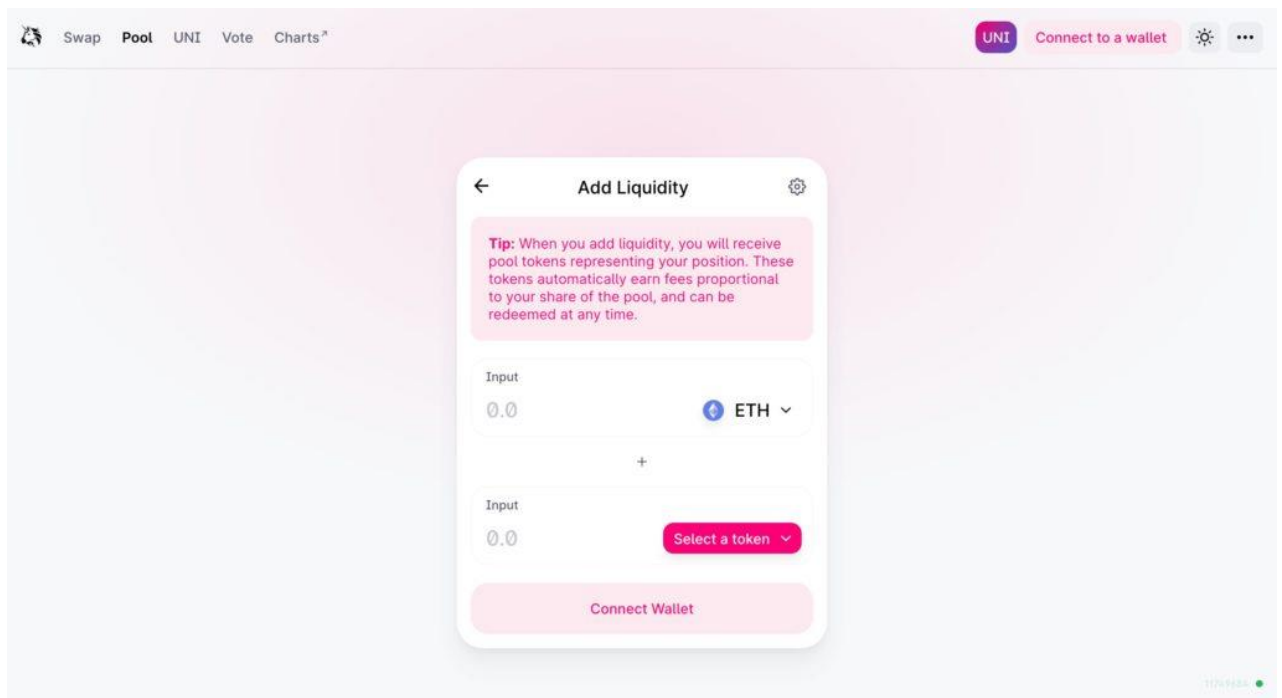 Swap Pool UNI Vote Charts↗ UNI Connect to a wallet
Add Liquidity
Tip: When you add liquidity, you will receive
pool tokens representing your position. These
tokens automatically earn fees proportional
to your share of the pool, and can be
redeemed at any time.
Input
0.0 ETH
+
Input
0.0 Select a token
Connect Wallet